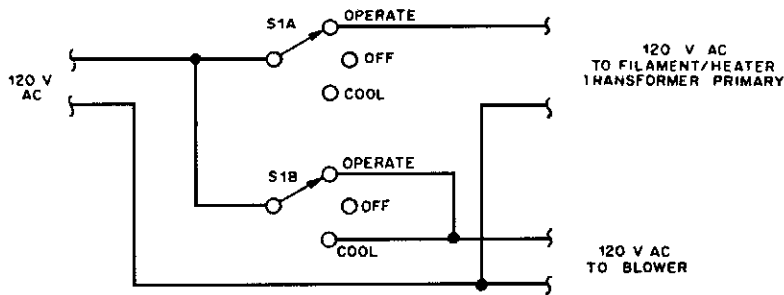 S1A
OPERATE
OFF
COOL
120 V
AC
120 V AC
TO FILAMENT/HEATER
TRANSFORMER PRIMARY
S1B
OPERATE
OFF
COOL
120 V AC
TO BLOWER